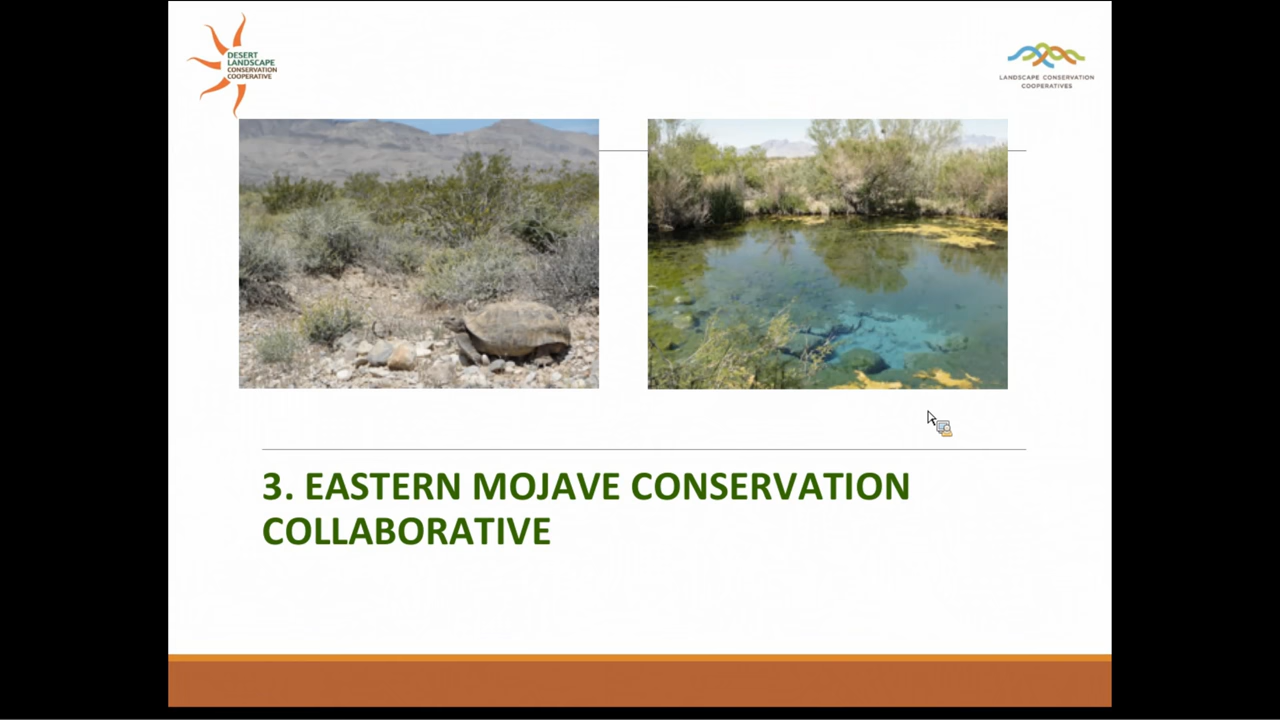 DESERT
LANDSCAPE
CONSERVATION
COOPERATIVE
LANDSCAPE CONSERVATION
COOPERATIVES
3. EASTERN MOJAVE CONSERVATION
COLLABORATIVE